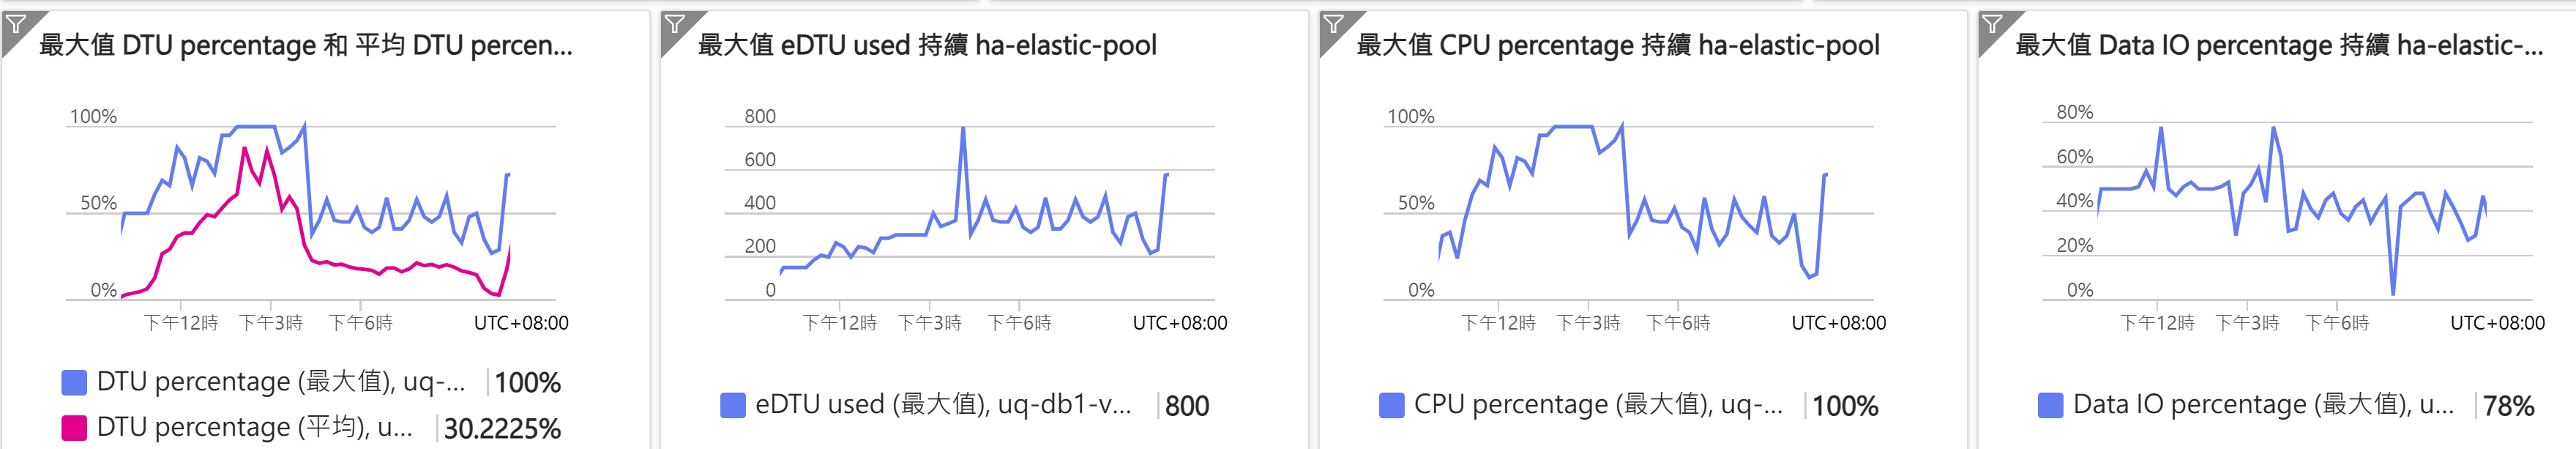 最大值 DTU percentage 和 平均 DTU percen...
100%
50%
0%
下午12時 下午3時 下午6時 UTC+08:00
DTU percentage (最大值), uq-... 100%
DTU percentage (平均), u... 30.2225%
最大值 eDTU used 持續 ha-elastic-pool
800
600
400
200
0
下午12時 下午3時 下午6時 UTC+08:00
eDTU used (最大值), uq-db1-v... 800
最大值 CPU percentage 持續 ha-elastic-pool
100%
50%
0%
下午12時 下午3時 下午6時 UTC+08:00
CPU percentage (最大值), uq-... 100%
最大值 Data IO percentage 持續 ha-elastic-...
80%
60%
40%
20%
0%
下午12時 下午3時 下午6時 UTC+08:00
Data IO percentage (最大值), u... 78%